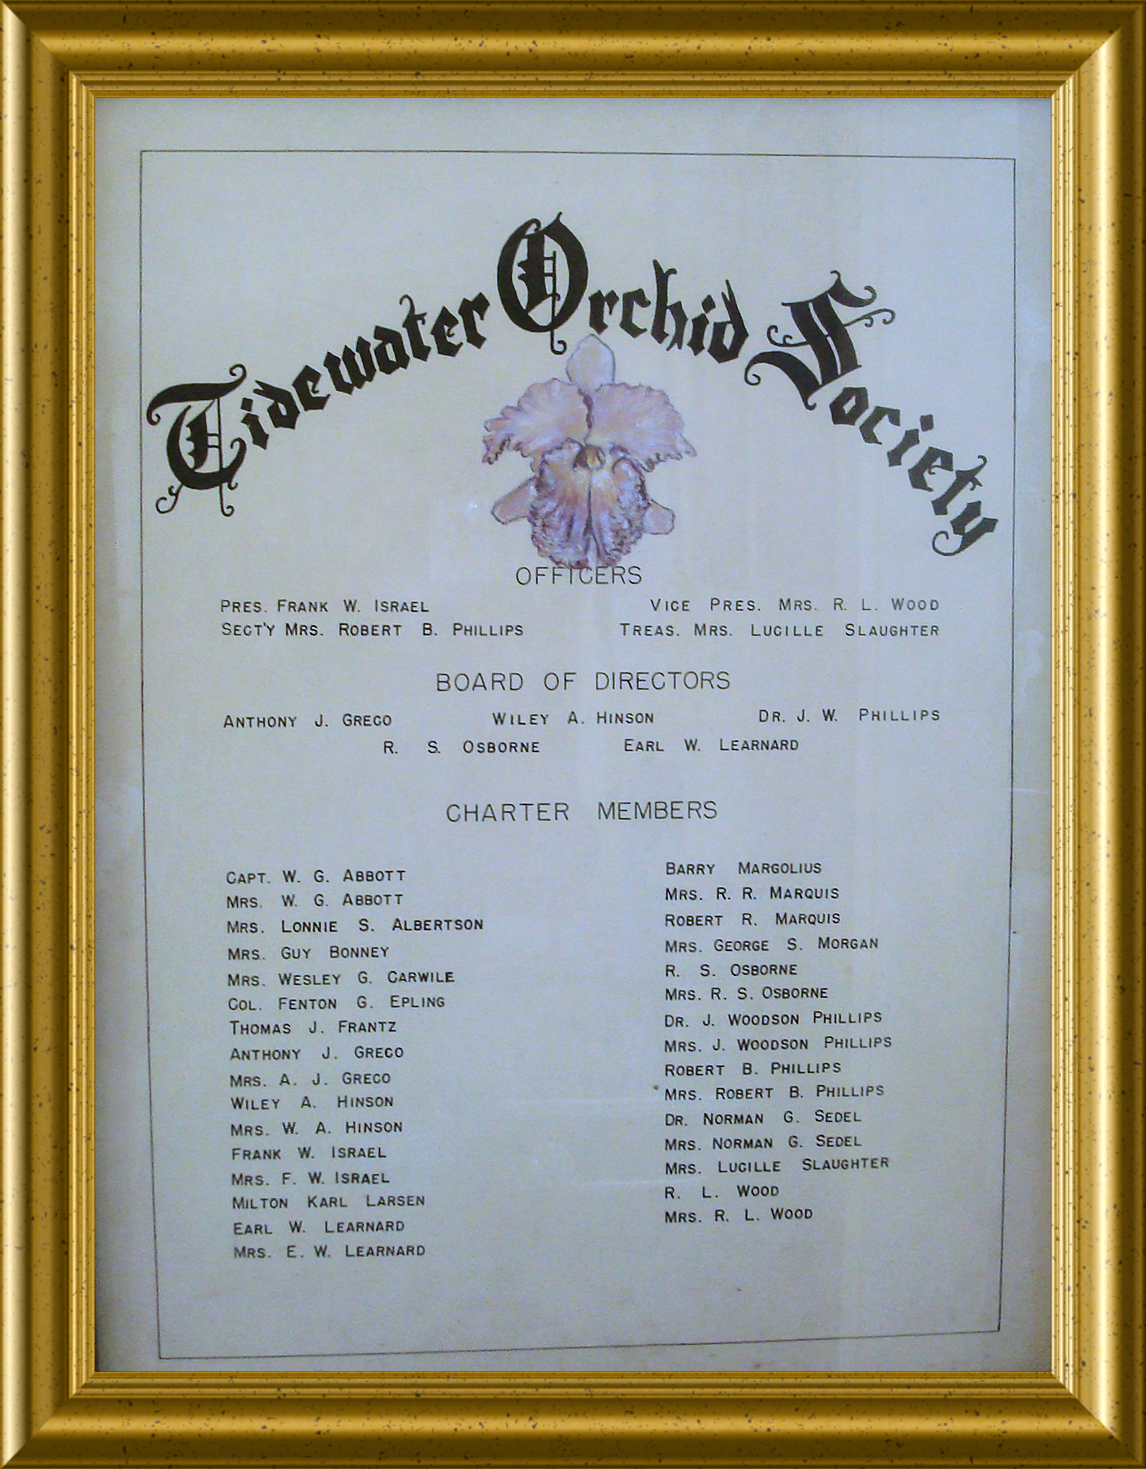 Tidewater Orchid Society
OFFICERS
PRES. FRANK W. ISRAEL VICE PRES. MRS. R. L. WOOD
SECT'Y MRS. ROBERT B. PHILLIPS TREAS. MRS. LUCILLE SLAUGHTER
BOARD OF DIRECTORS
ANTHONY J. GRECO WILEY A. HINSON DR. J. W. PHILLIPS
R. S. OSBORNE EARL W. LEARNARD
CHARTER MEMBERS
CAPT. W. G. ABBOTT
MRS. W. G. ABBOTT
MRS. LONNIE S. ALBERTSON
MRS. GUY BONNEY
MRS. WESLEY G. CARWILE
COL. FENTON G. EPLING
THOMAS J. FRANTZ
ANTHONY J. GRECO
MRS. A. J. GRECO
WILEY A. HINSON
MRS. W. A. HINSON
FRANK W. ISRAEL
MRS. F. W. ISRAEL
MILTON KARL LARSEN
EARL W. LEARNARD
MRS. E. W. LEARNARD
BARRY MARGOLIUS
MRS. R. R. MARQUIS
ROBERT R. MARQUIS
MRS. GEORGE S. MORGAN
R. S. OSBORNE
MRS. R. S. OSBORNE
DR. J. WOODSON PHILLIPS
MRS. J. WOODSON PHILLIPS
ROBERT B. PHILLIPS
MRS. ROBERT B. PHILLIPS
DR. NORMAN G. SEDEL
MRS. NORMAN G. SEDEL
MRS. LUCILLE SLAUGHTER
R. L. WOOD
MRS. R. L. WOOD